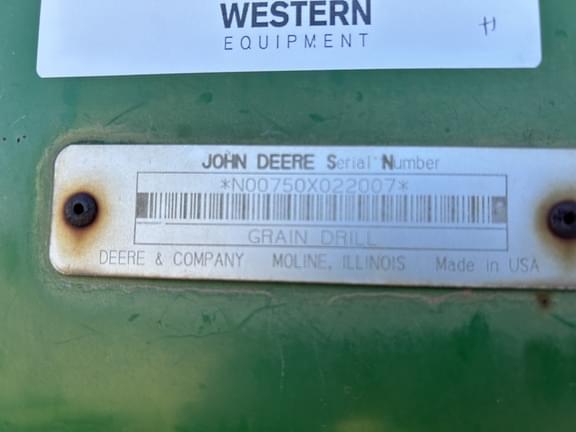 WESTERN
EQUIPMENT
JOHN DEERE Serial Number
*N00750X022007*
GRAIN DRILL
DEERE & COMPANY MOLINE, ILLINOIS Made in USA